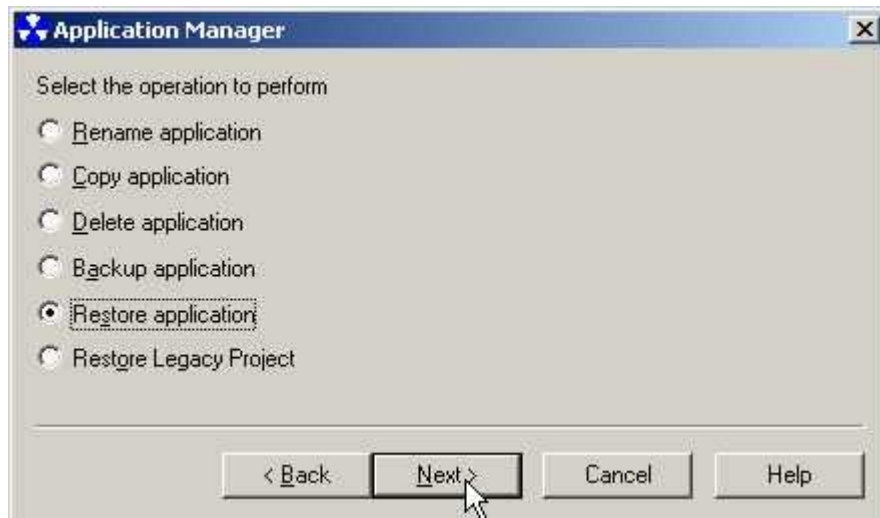 Application Manager
Select the operation to perform
Rename application
Copy application
Delete application
Backup application
Restore application
Restore Legacy Project
< Back Next > Cancel Help